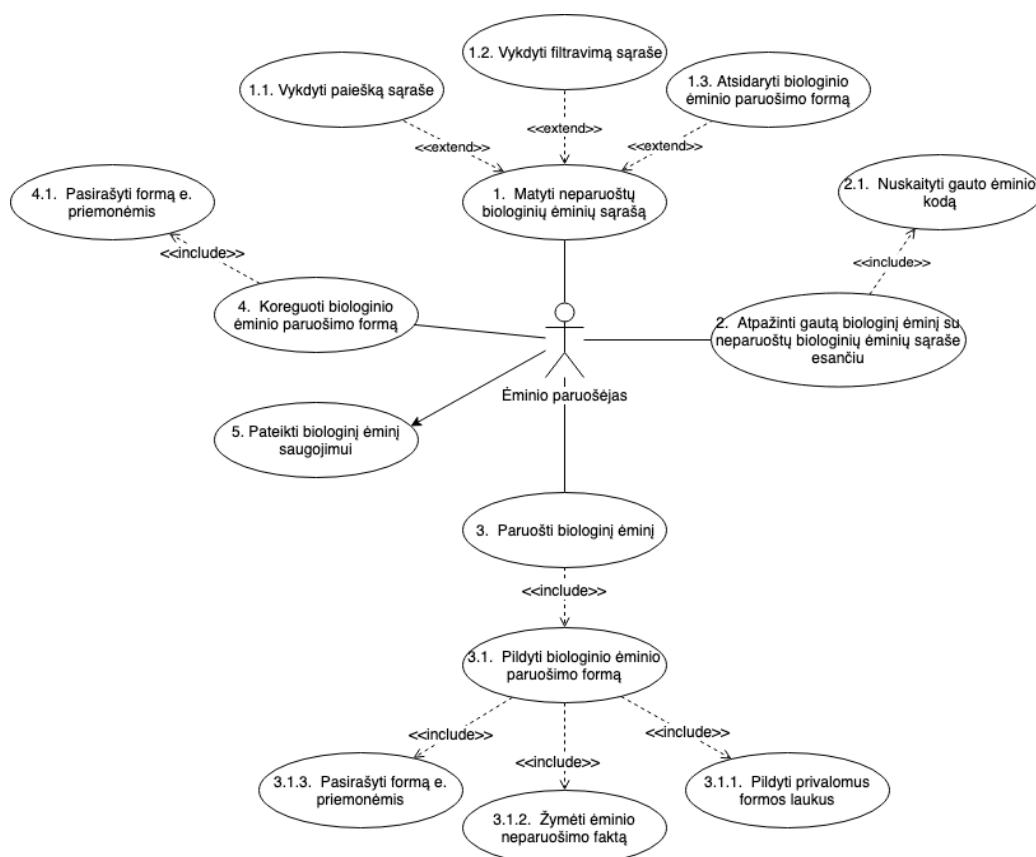 1.2. Vykdyti filtravimą sąraše
1.1. Vykdyti paiešką sąraše
1.3. Atsidaryti biologinio
ėminio paruošimo formą
<<extend>>
<<extend>>
<<extend>>
4.1. Pasirašyti formą e.
priemonėmis
1. Matyti neparuoštų
biologinių ėminių sąrašą
2.1. Nuskaityti gauto ėminio
kodą
<<include>>
<<include>>
4. Koreguoti biologinio
ėminio paruošimo formą
2. Atpažinti gautą biologinį ėminį su
neparuoštų biologinių ėminių sąraše
esančiu
Ėminio paruošėjas
5. Pateikti biologinį ėminį
saugojimui
3. Paruošti biologinį ėminį
<<include>>
3.1. Pildyti biologinio ėminio
paruošimo formą
<<include>>
<<include>>
<<include>>
3.1.3. Pasirašyti formą e.
priemonėmis
3.1.2. Žymėti ėminio
neparuošimo faktą
3.1.1. Pildyti privalomus
formos laukus